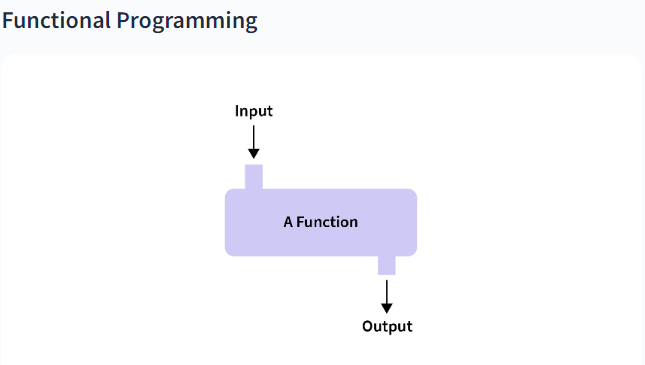 Functional Programming
Input
A Function
Output